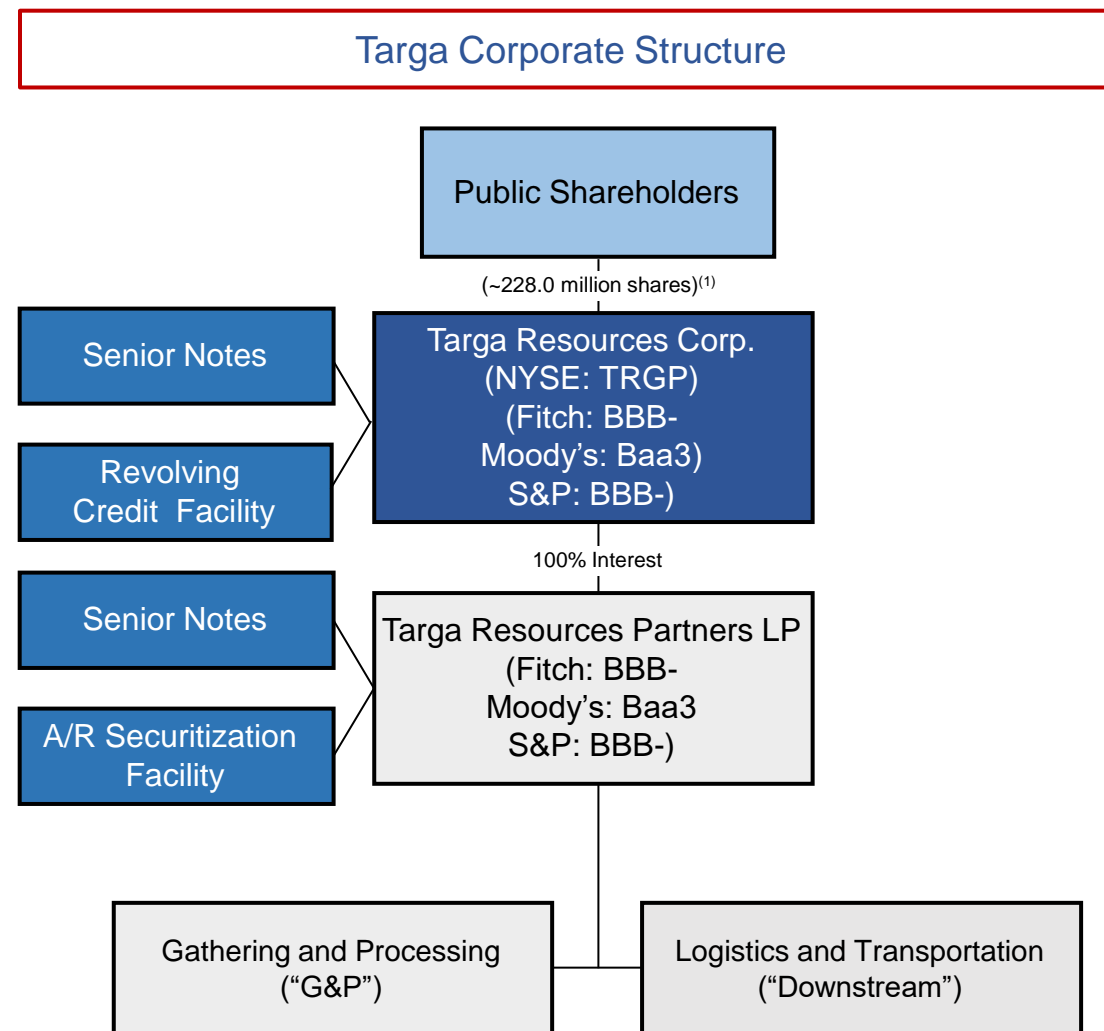 Targa Corporate Structure
Public Shareholders
(~228.0 million shares)(1)
Senior Notes
Revolving
Credit Facility
Targa Resources Corp.
(NYSE: TRGP)
(Fitch: BBB-
Moody’s: Baa3)
S&P: BBB-)
100% Interest
Senior Notes
A/R Securitization
Facility
Targa Resources Partners LP
(Fitch: BBB-
Moody’s: Baa3
S&P: BBB-)
Gathering and Processing
(“G&P”)
Logistics and Transportation
(“Downstream”)